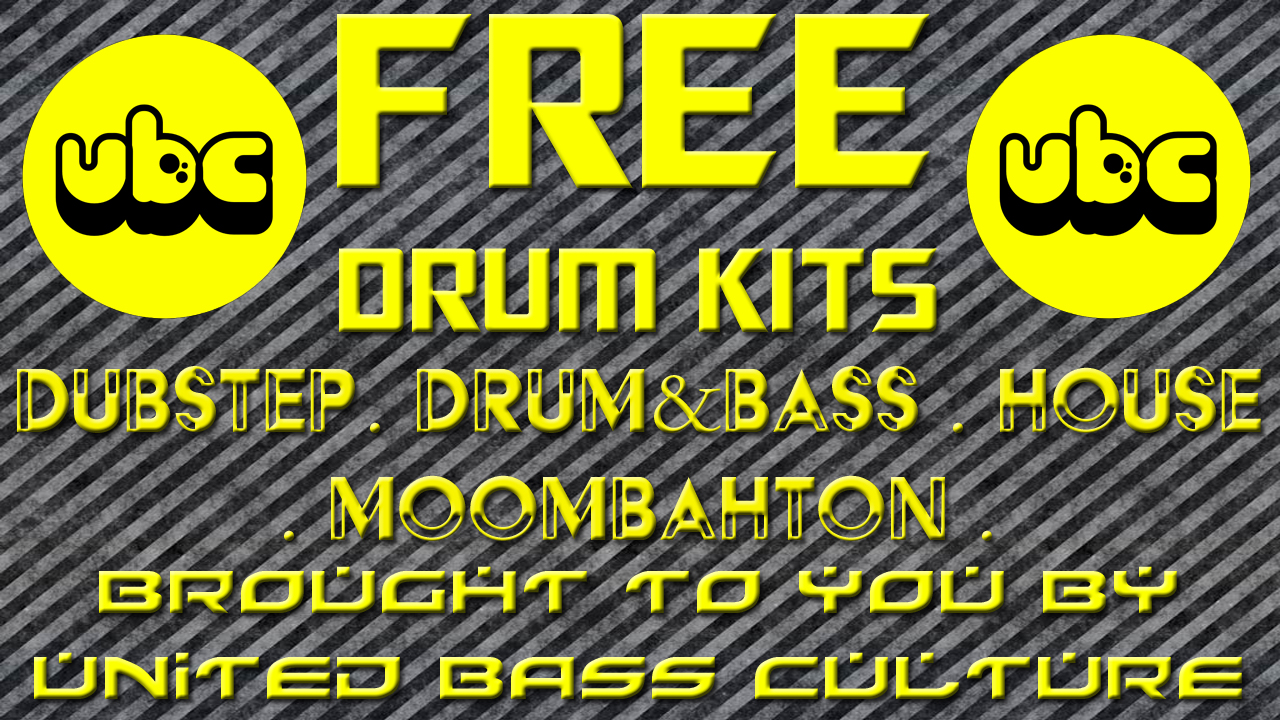 FREE
ubc
ubc
DRUM KITS
DUBSTEP . DRUM&BASS . HOUSE
. MOOMBAHTON .
BROUGHT TO YOU BY
UNiTED BASS CULTURE